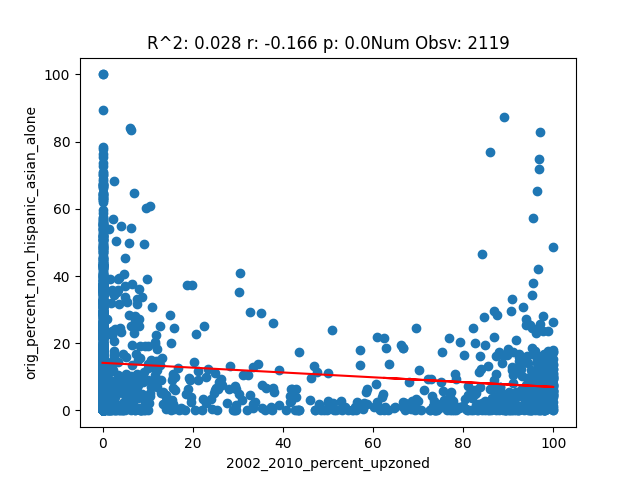 R^2: 0.028 r: -0.166 p: 0.0Num Obsv: 2119
orig_percent_non_hispanic_asian_alone
100
80
60
40
20
0
0 20 40 60 80 100
2002_2010_percent_upzoned